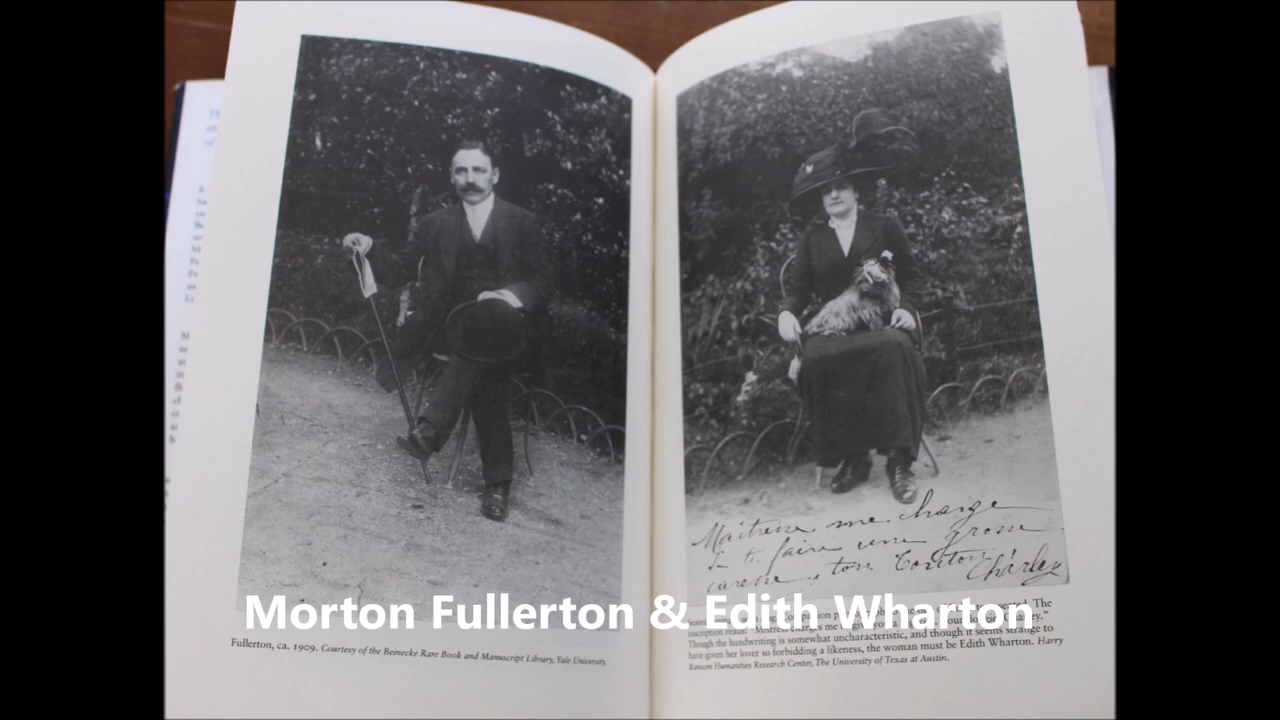 Maitresse me charge
de te faire une grosse
caresse, ton Toutou!
Charley
Morton Fullerton & Edith Wharton
Fullerton, ca. 1909. Courtesy of the Beinecke Rare Book and Manuscript Library, Yale University.
The
inscription reads: "Mistress charges me
Though the handwriting is somewhat uncharacteristic, and though it seems strange to
have given her lover so forbidding a likeness, the woman must be Edith Wharton. Harry
Ransom Humanities Research Center, The University of Texas at Austin.